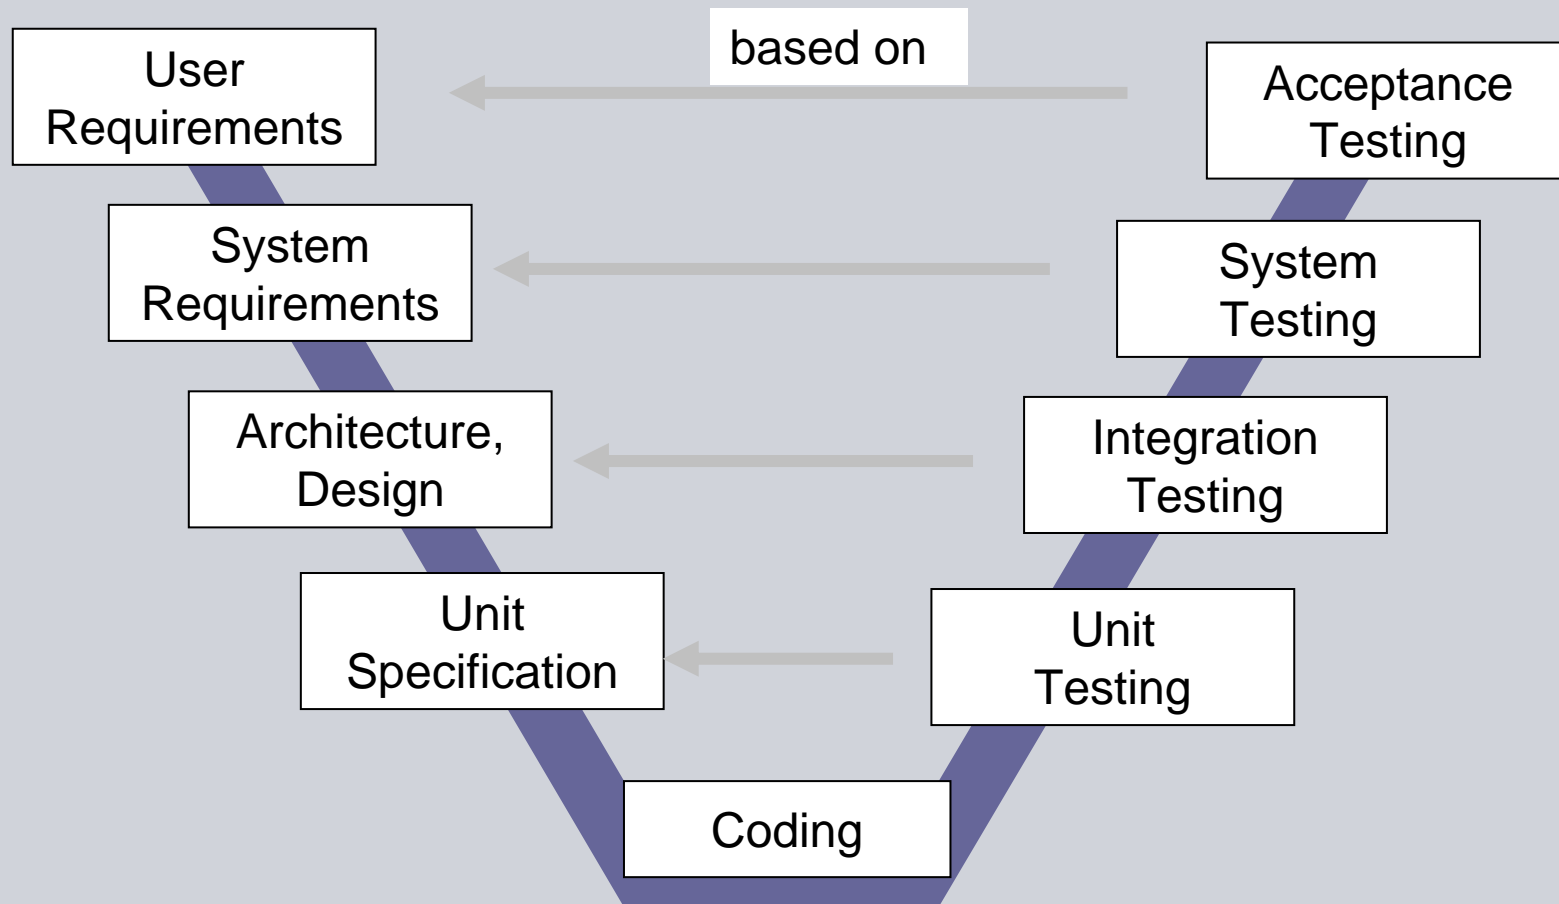 based on
User
Requirements
Acceptance
Testing
System
Requirements
System
Testing
Architecture,
Design
Integration
Testing
Unit
Specification
Unit
Testing
Coding